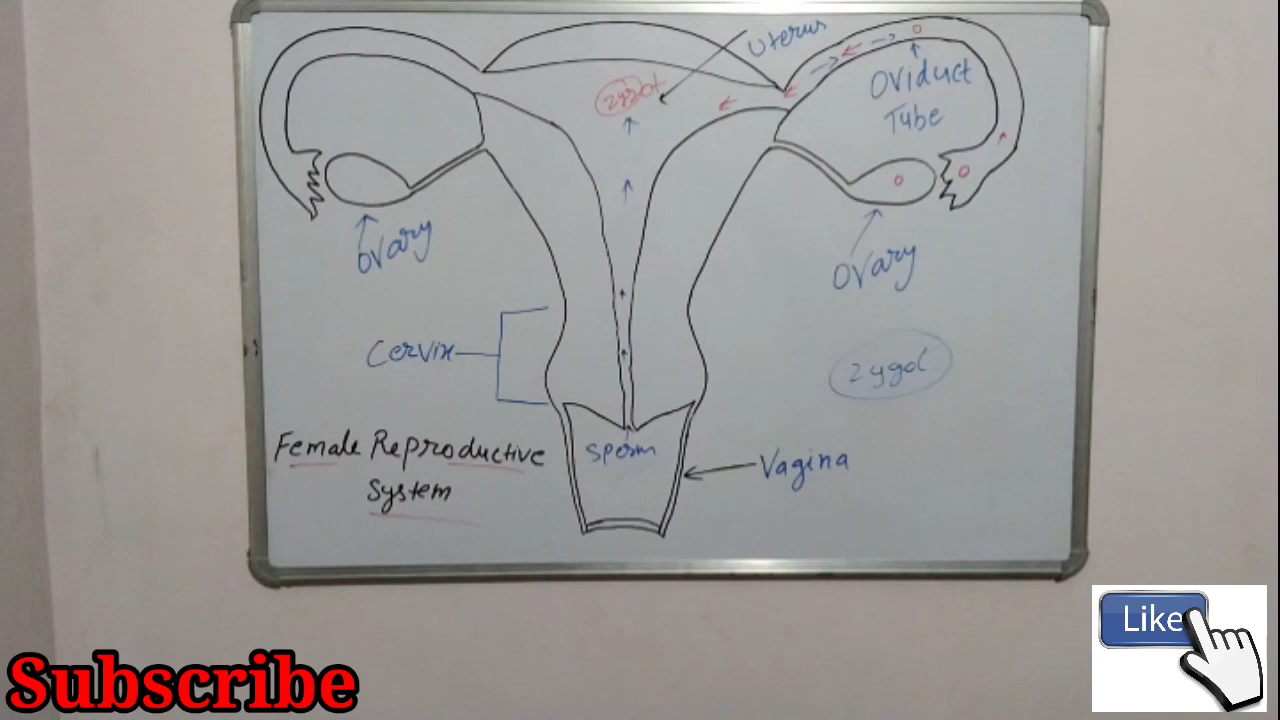 Uterus
zygot
Oviduct
Tube
Ovary
Ovary
Cervix
zygot
Female Reproductive
System
Sperm
Vagina
Like
Subscribe